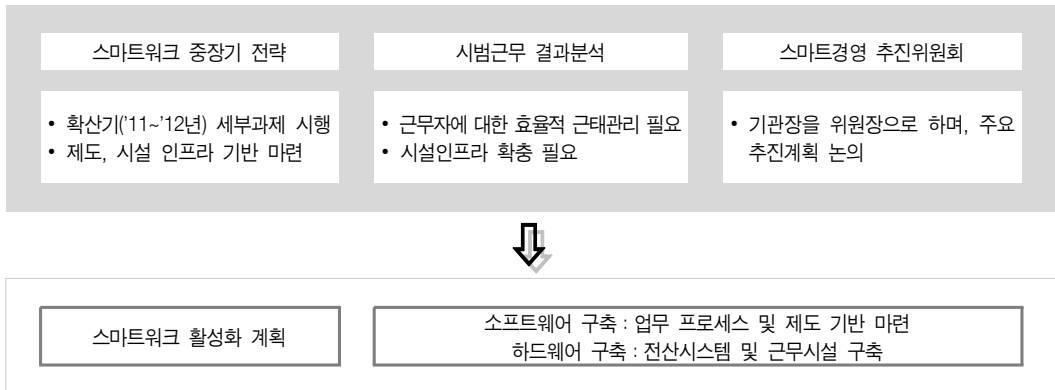 스마트워크 중장기 전략
시범근무 결과분석
스마트경영 추진위원회
• 확산기('11~'12년) 세부과제 시행
• 제도, 시설 인프라 기반 마련
• 근무자에 대한 효율적 근태관리 필요
• 시설인프라 확충 필요
• 기관장을 위원장으로 하며, 주요
추진계획 논의
스마트워크 활성화 계획
소프트웨어 구축 : 업무 프로세스 및 제도 기반 마련
하드웨어 구축 : 전산시스템 및 근무시설 구축